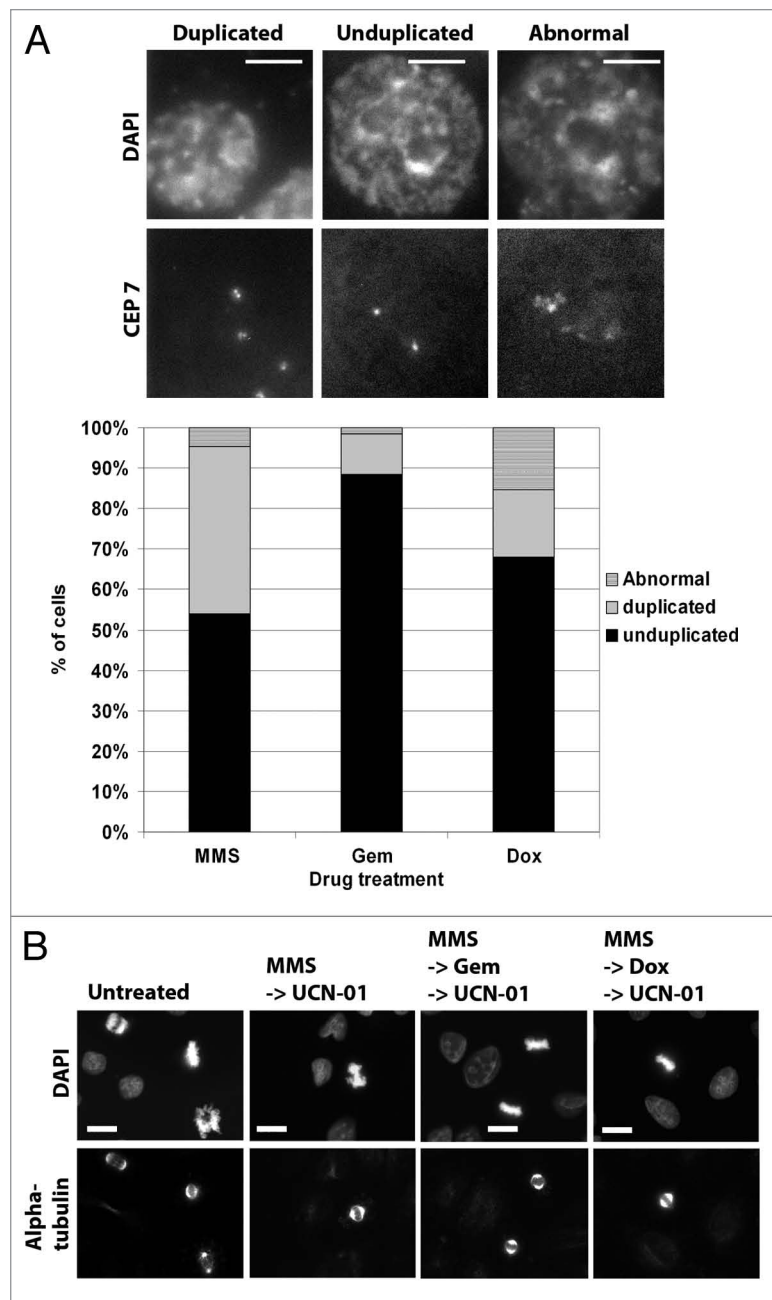 A
Duplicated
Unduplicated
Abnormal
DAPI
CEP 7
100%
90%
80%
70%
60%
50%
40%
30%
20%
10%
0%
% of cells
Abnormal
duplicated
unduplicated
MMS
Gem
Dox
Drug treatment
B
Untreated
MMS
-> UCN-01
MMS
-> Gem
-> UCN-01
MMS
-> Dox
-> UCN-01
DAPI
Alpha-
tubulin